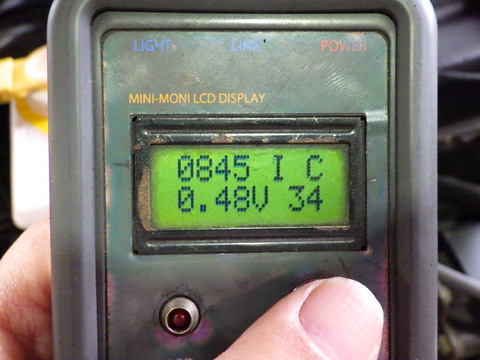 LIGHT LINE POWER
MINI-MONI LCD DISPLAY
0845 I C
0.48V 34